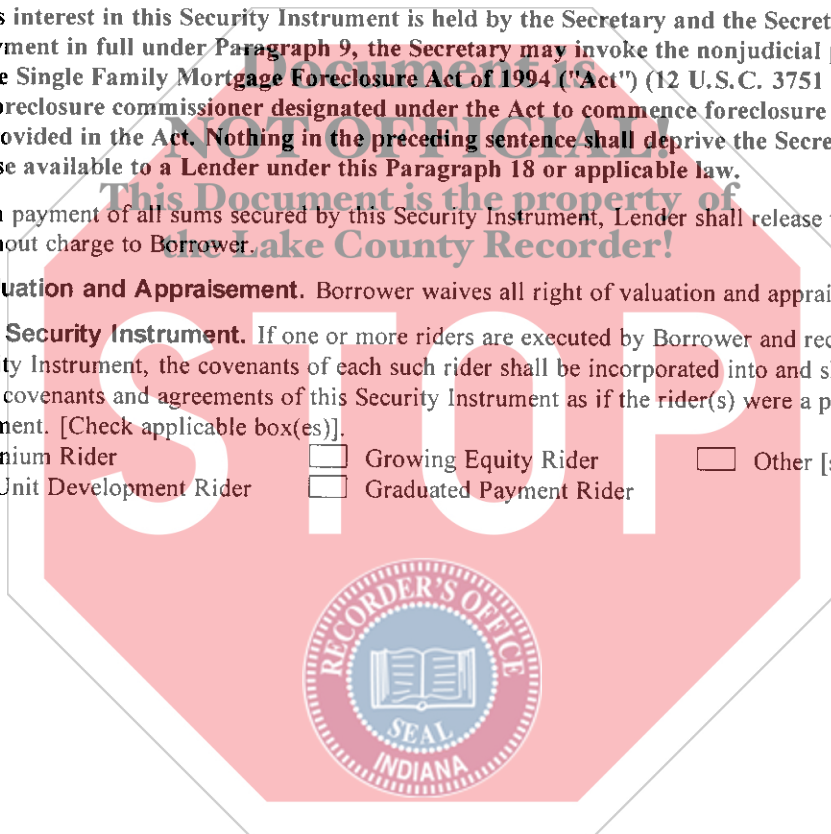 s interest in this Security Instrument is held by the Secretary and the Secret
yment in full under Paragraph 9, the Secretary may invoke the nonjudicial p
e Single Family Mortgage Foreclosure Act of 1994 ("Act") (12 U.S.C. 3751
oreclosure commissioner designated under the Act to commence foreclosure
ovided in the Act. Nothing in the preceding sentence shall deprive the Secre
se available to a Lender under this Paragraph 18 or applicable law.
payment of all sums secured by this Security Instrument, Lender shall release
out charge to Borrower.
uation and Appraisement. Borrower waives all right of valuation and apprai
Security Instrument. If one or more riders are executed by Borrower and rec
ty Instrument, the covenants of each such rider shall be incorporated into and s
covenants and agreements of this Security Instrument as if the rider(s) were a p
ment. [Check applicable box(es)].
nium Rider Growing Equity Rider Other [s
Unit Development Rider Graduated Payment Rider
Document is
NOT OFFICIAL!
This Document is the property of
the Lake County Recorder!
STOP
RECORDER'S OFFICE
SEAL
INDIANA